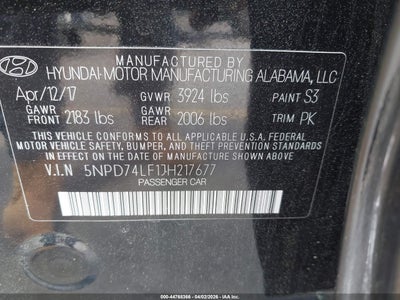 MANUFACTURED BY
HYUNDAI MOTOR MANUFACTURING ALABAMA, LLC
Apr/12/17 GVWR 3924 lbs PAINT S3
GAWR FRONT 2183 lbs GAWR REAR 2006 lbs TRIM PK
THIS VEHICLE CONFORMS TO ALL APPLICABLE U.S.A. FEDERAL
MOTOR VEHICLE SAFETY, BUMPER, AND THEFT PREVENTION
STANDARDS IN EFFECT ON THE DATE OF MANUFACTURE SHOWN ABOVE.
V.I.N 5NPD74LF1JH217677
PASSENGER CAR
000-44768366 - 04/02/2026 - IAAI.COM